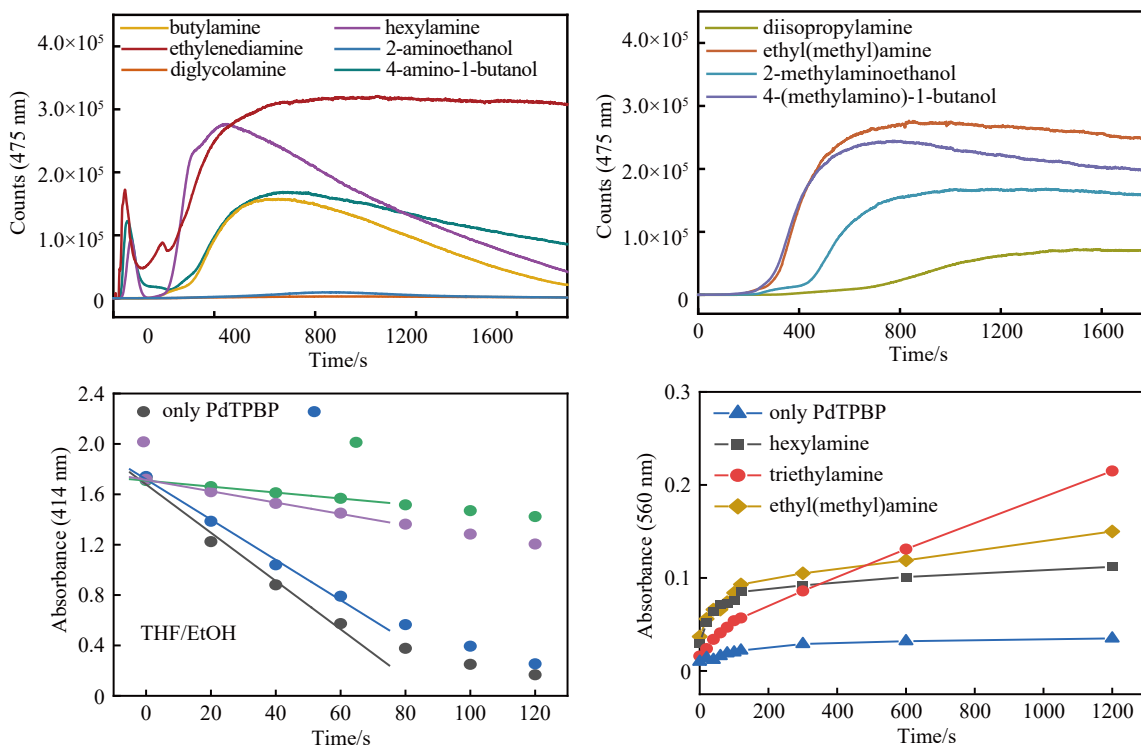 butylamine
hexylamine
ethylenediamine
2-aminoethanol
diglycolamine
4-amino-1-butanol
4.0×10⁵
3.0×10⁵
2.0×10⁵
1.0×10⁵
0
Counts (475 nm)
0 400 800 1200 1600
Time/s
diisopropylamine
ethyl(methyl)amine
2-methylaminoethanol
4-(methylamino)-1-butanol
4.0×10⁵
3.0×10⁵
2.0×10⁵
1.0×10⁵
0
Counts (475 nm)
0 400 800 1200 1600
Time/s
only PdTPBP
THF/EtOH
2.4
2.0
1.6
1.2
0.8
0.4
0
Absorbance (414 nm)
0 20 40 60 80 100 120
Time/s
only PdTPBP
hexylamine
triethylamine
ethyl(methyl)amine
0.3
0.2
0.1
0
Absorbance (560 nm)
0 200 400 600 800 1000 1200
Time/s